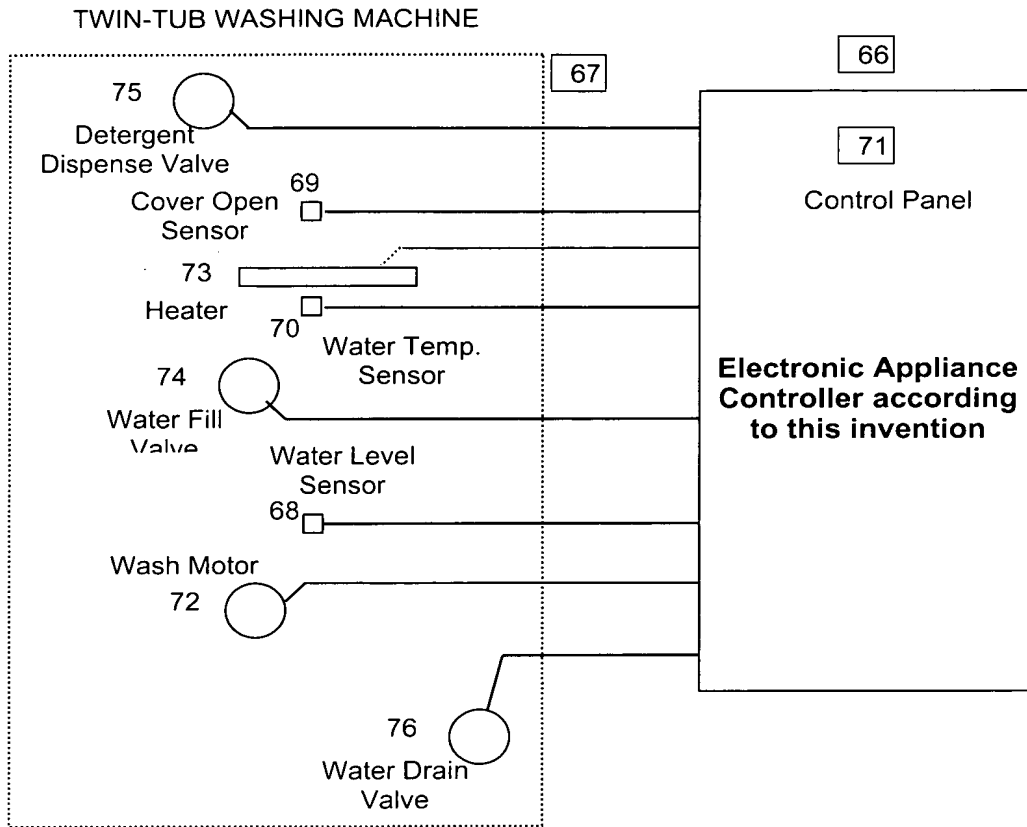 TWIN-TUB WASHING MACHINE
67
66
75
Detergent
Dispense Valve
71
Control Panel
69
Cover Open
Sensor
73
Heater
70
Water Temp.
Sensor
74
Water Fill
Valve
Electronic Appliance
Controller according
to this invention
Water Level
Sensor
68
Wash Motor
72
76
Water Drain
Valve